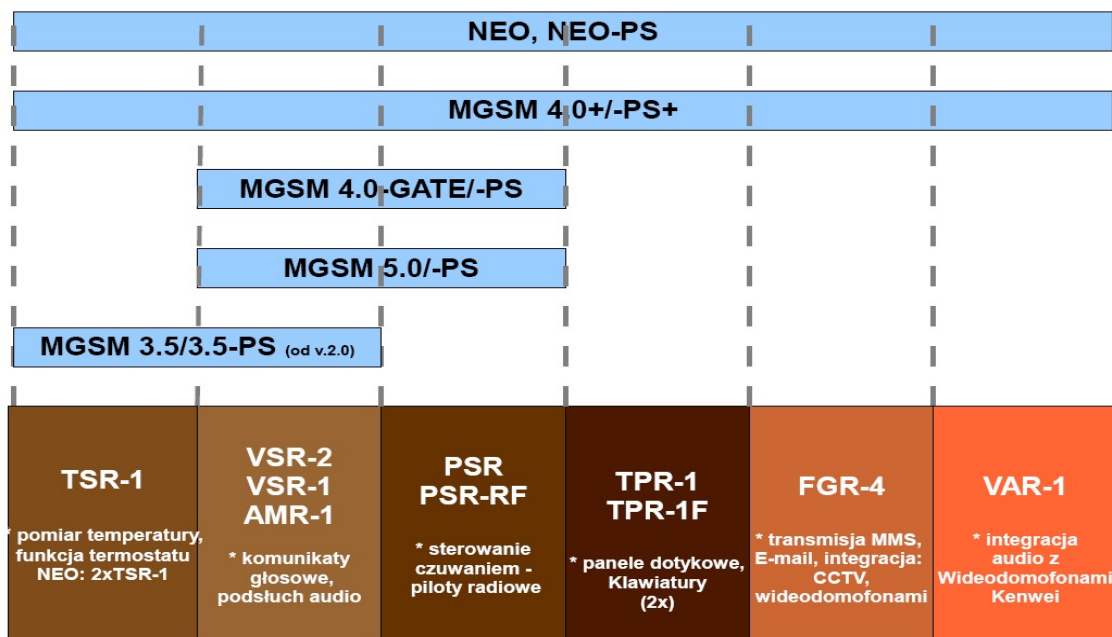 NEO, NEO-PS
MGSM 4.0+/-PS+
MGSM 4.0-GATE/-PS
MGSM 5.0/-PS
MGSM 3.5/3.5-PS (od v.2.0)
TSR-1
* pomiar temperatury,
funkcja termostatu
NEO: 2xTSR-1
VSR-2
VSR-1
AMR-1
* komunikaty
głosowe,
podsłuch audio
PSR
PSR-RF
* sterowanie
czuwaniem -
piloty radiowe
TPR-1
TPR-1F
* panele dotykowe,
Klawiatury
(2x)
FGR-4
* transmisja MMS,
E-mail, integracja:
CCTV,
wideodomofonami
VAR-1
* integracja
audio z
Wideodomofonami
Kenwei